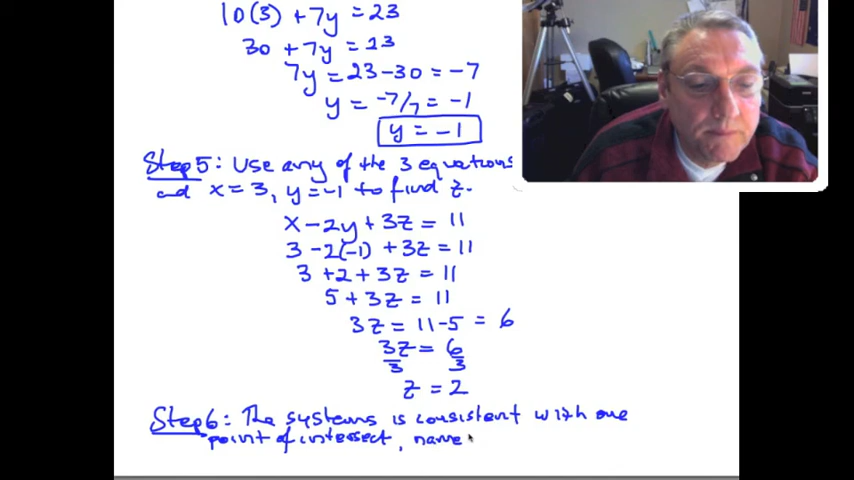 10(3) + 7y = 23
30 + 7y = 23
7y = 23-30 = -7
y = -7/7 = -1
y = -1
Step 5: Use any of the 3 equations
and x = 3, y = -1 to find z.
x - 2y + 3z = 11
3 - 2(-1) + 3z = 11
3 + 2 + 3z = 11
5 + 3z = 11
3z = 11-5 = 6
3z = 6
3 3
z = 2
Step 6: The systems is consistent with one
point of intersect, name